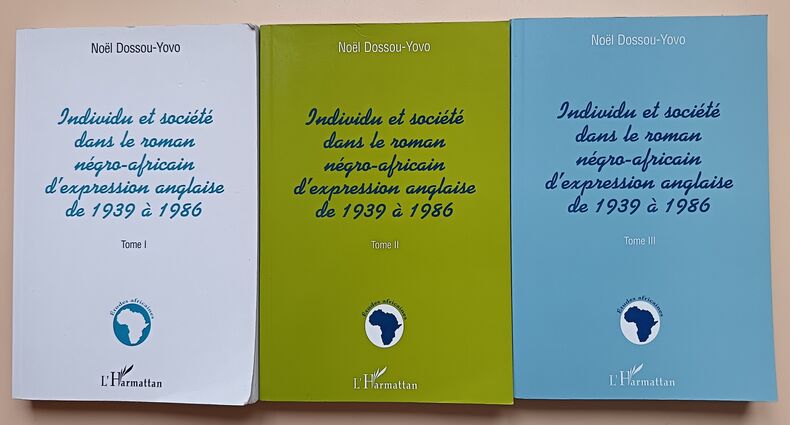 Noël Dossou-Yovo
Individu et société
dans le roman
négro-africain
d'expression anglaise
de 1939 à 1986
Tome I
Études africaines
L'Harmattan
Noël Dossou-Yovo
Individu et société
dans le roman
négro-africain
d'expression anglaise
de 1939 à 1986
Tome II
Études africaines
L'Harmattan
Noël Dossou-Yovo
Individu et société
dans le roman
négro-africain
d'expression anglaise
de 1939 à 1986
Tome III
Études africaines
L'Harmattan